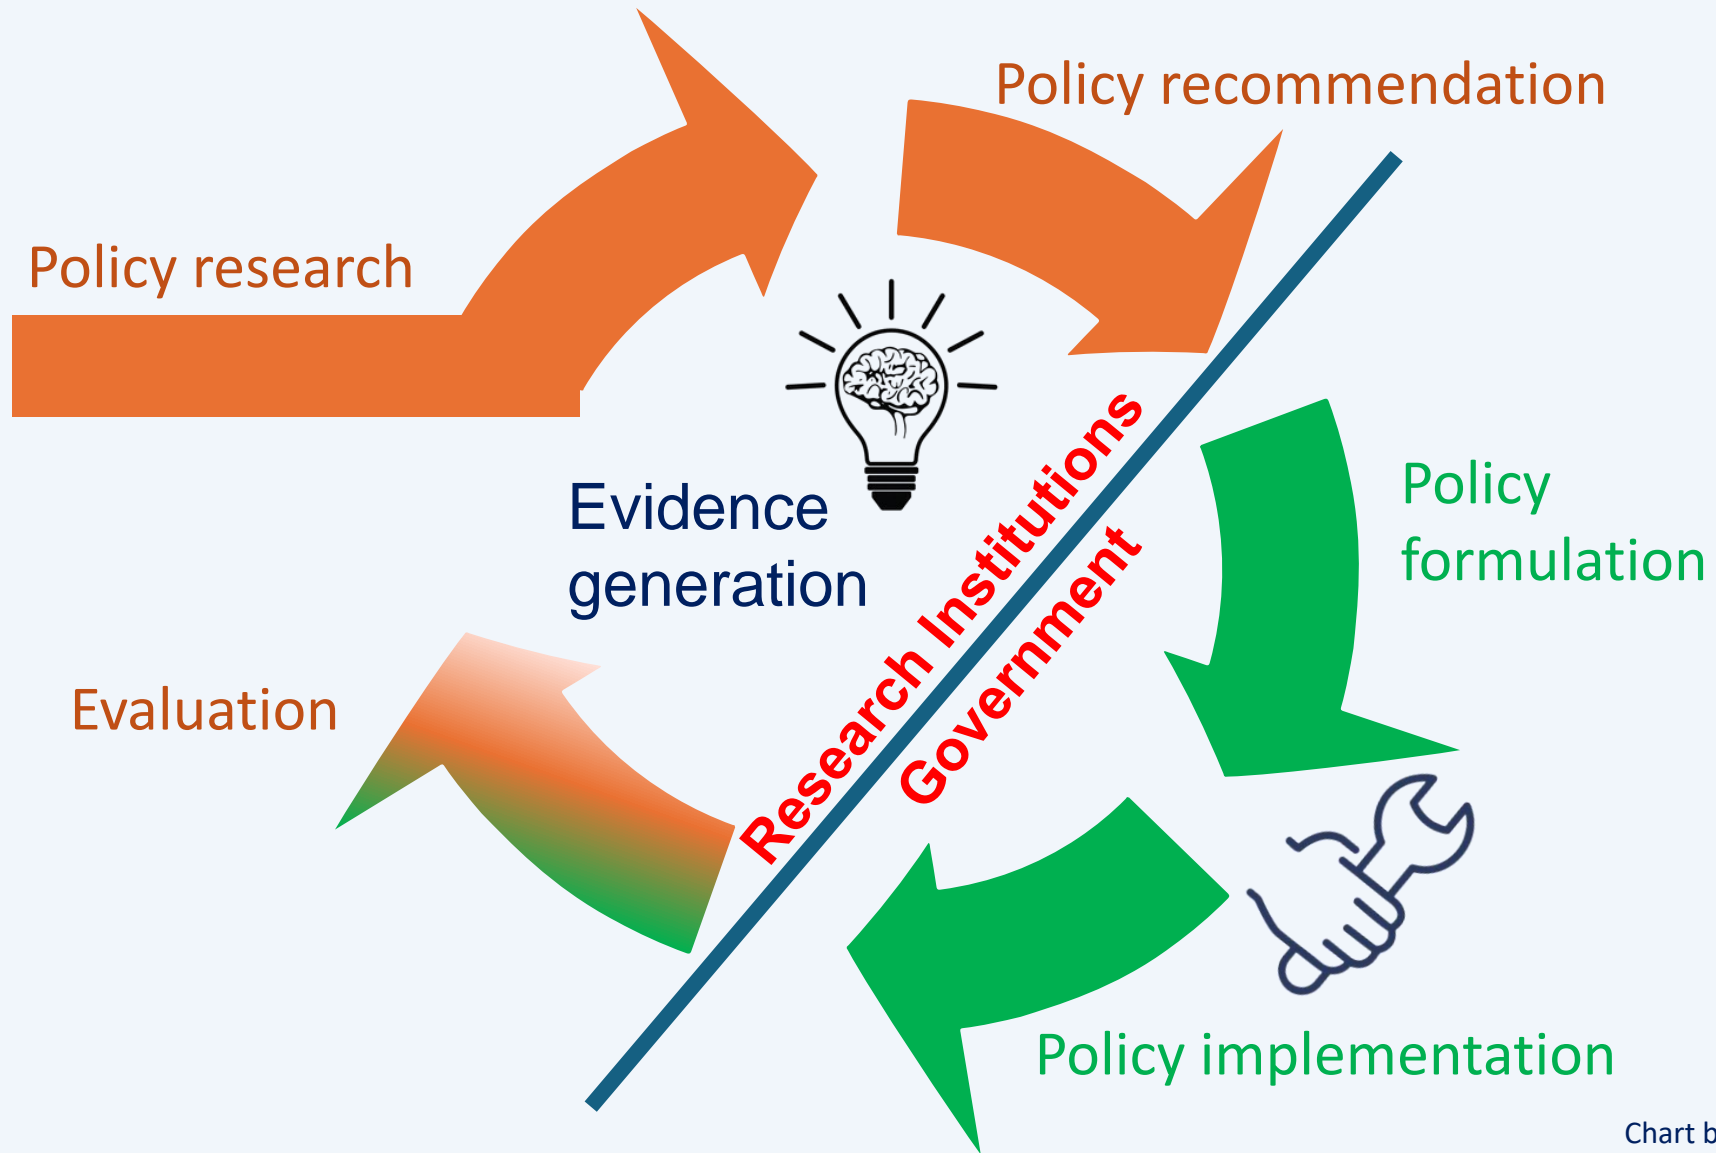 Policy recommendation
Policy research
Evidence
generation
Research Institutions
Government
Policy
formulation
Evaluation
Policy implementation
Chart b